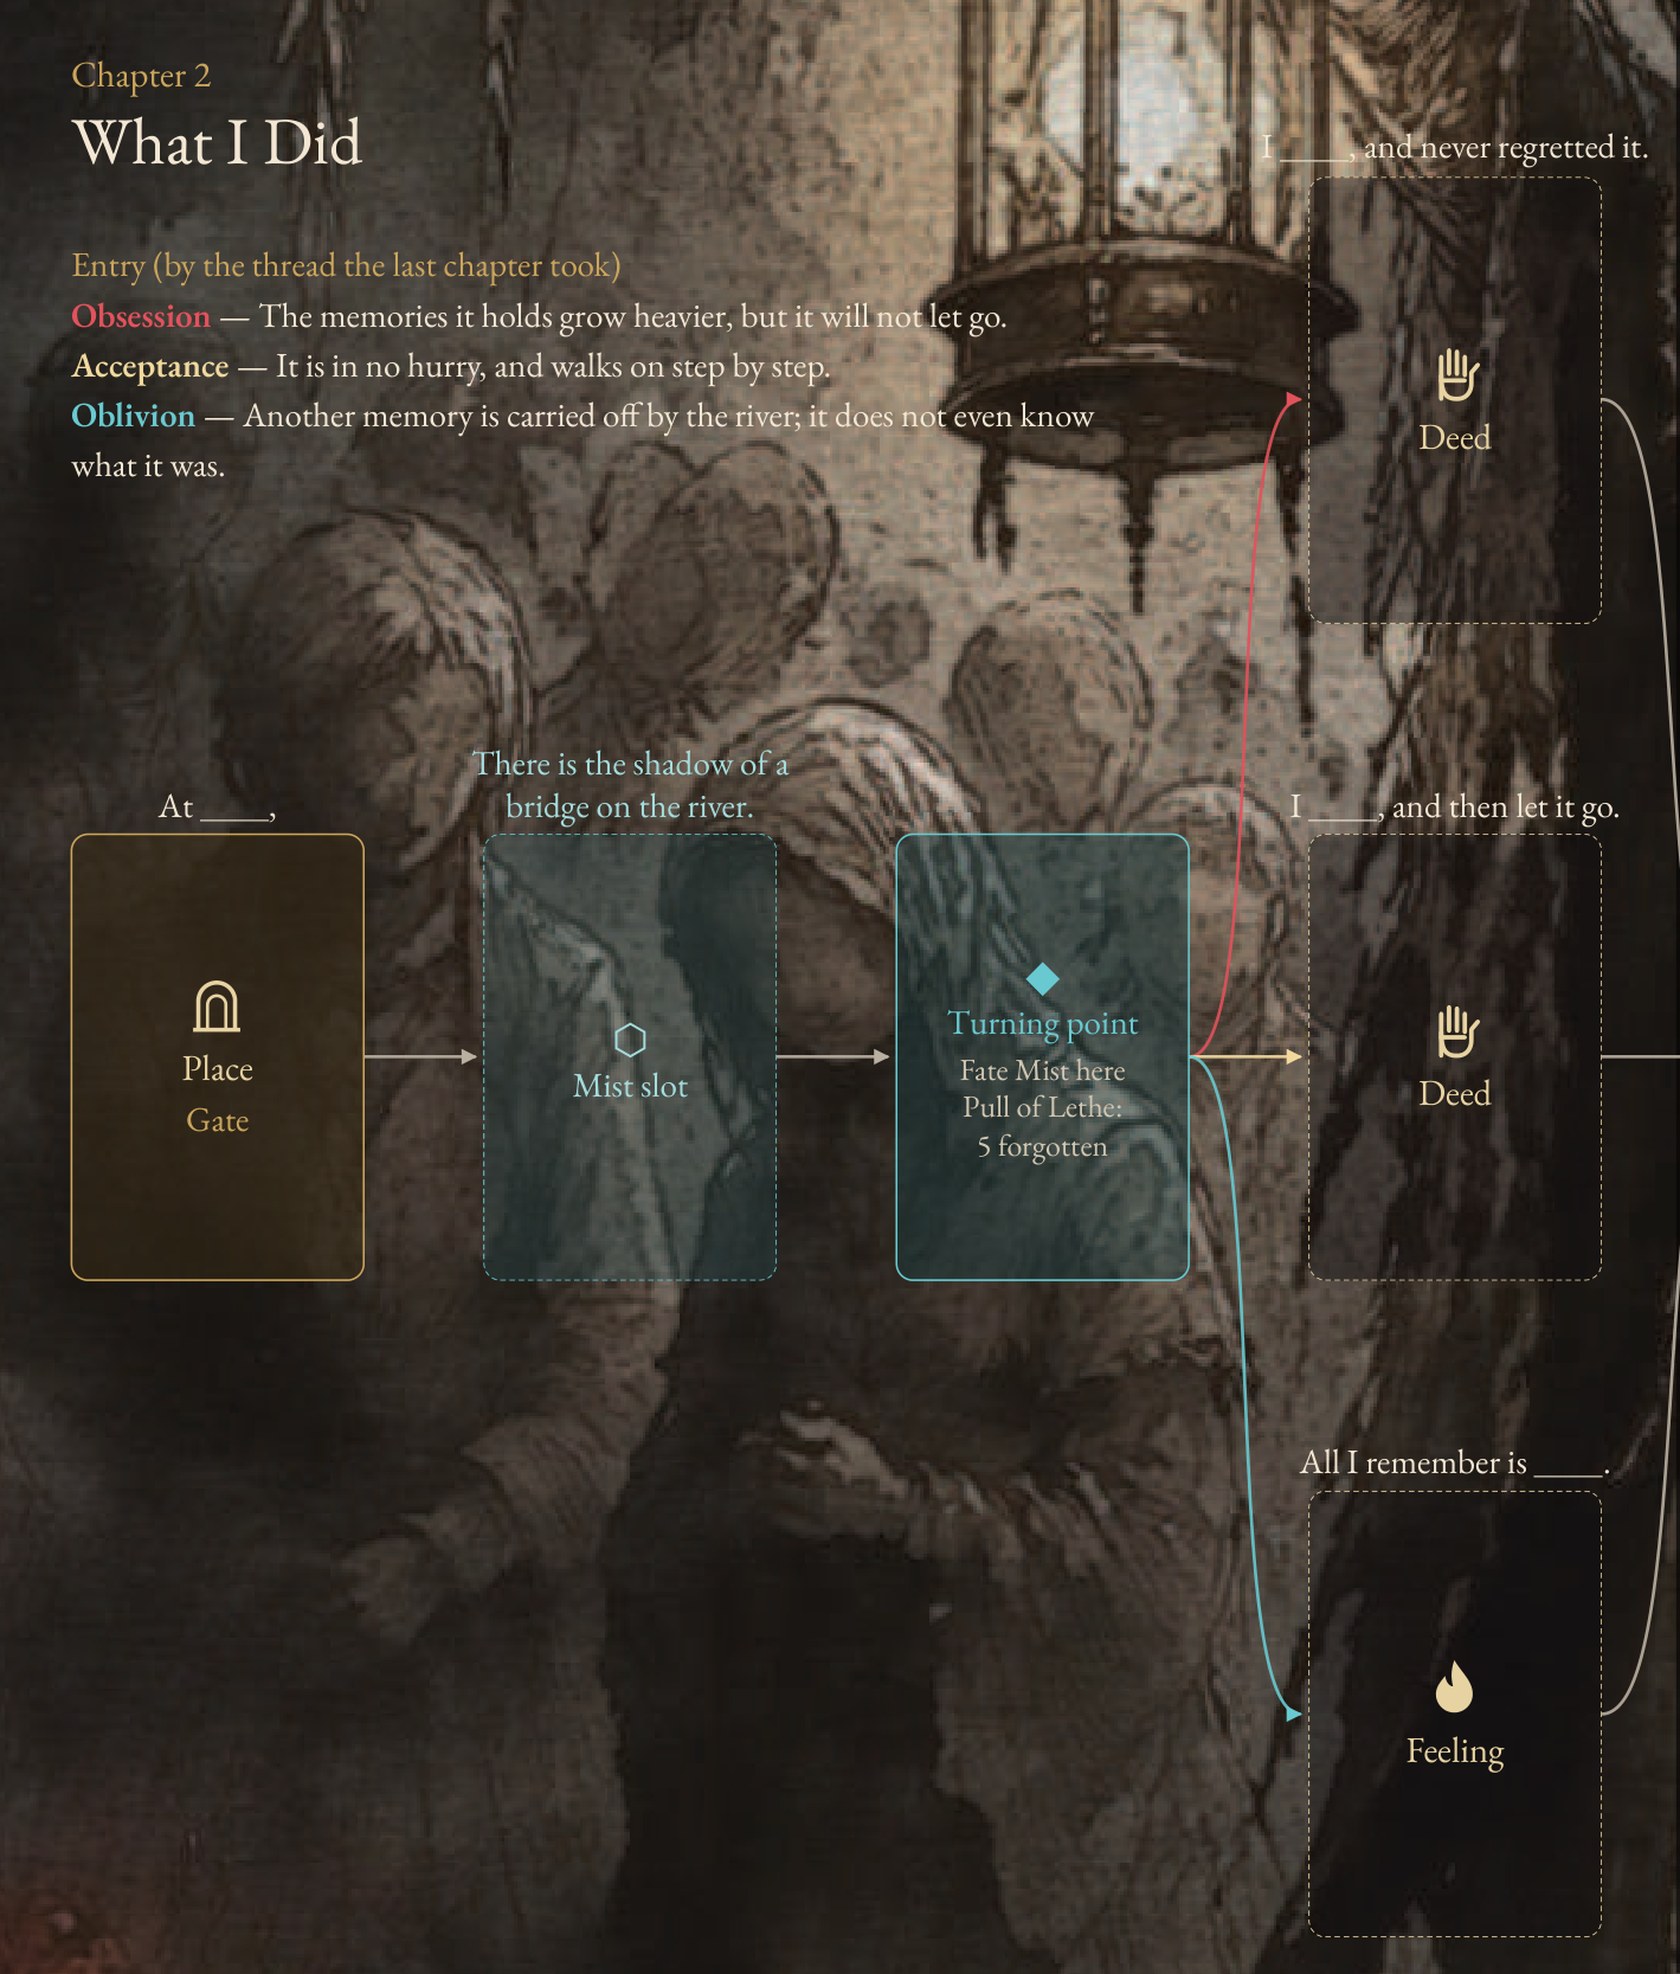 Chapter 2
What I Did
Entry (by the thread the last chapter took)
Obsession — The memories it holds grow heavier, but it will not let go.
Acceptance — It is in no hurry, and walks on step by step.
Oblivion — Another memory is carried off by the river; it does not even know
what it was.
I _____, and never regretted it.
Deed
At _____,
Place
Gate
There is the shadow of a
bridge on the river.
Mist slot
Turning point
Fate Mist here
Pull of Lethe:
5 forgotten
I _____, and then let it go.
Deed
All I remember is _____.
Feeling